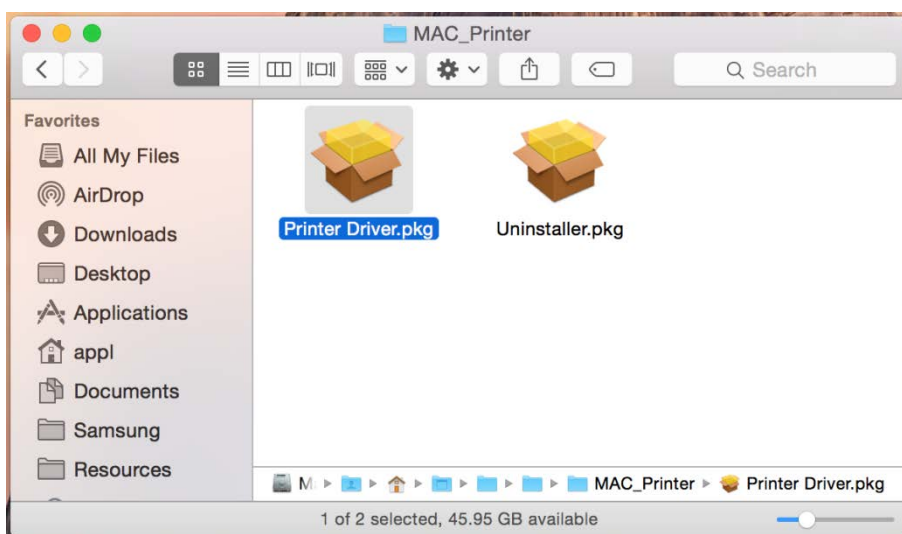 MAC_Printer
Search
Favorites
All My Files
AirDrop
Downloads
Desktop
Applications
appl
Documents
Samsung
Resources
Printer Driver.pkg
Uninstaller.pkg
M
MAC_Printer
Printer Driver.pkg
1 of 2 selected, 45.95 GB available